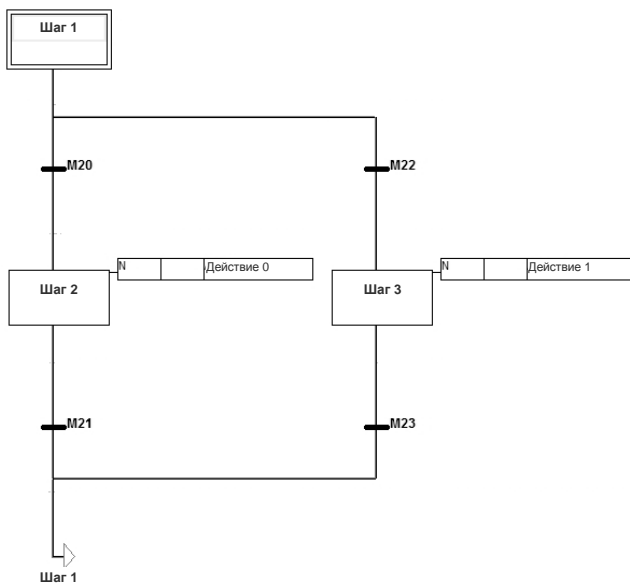 Шаг 1
M20
M22
N
Действие 0
N
Действие 1
Шаг 2
Шаг 3
M21
M23
Шаг 1